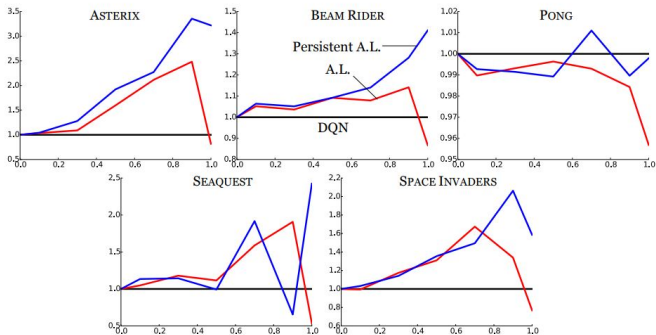 ASTERIX
3.5
3.0
2.5
2.0
1.5
1.0
0.5
0.0 0.2 0.4 0.6 0.8 1.0
BEAM RIDER
1.5
1.4
1.3
1.2
1.1
1.0
0.9
0.8
0.0 0.2 0.4 0.6 0.8 1.0
Persistent A.L.
A.L.
DQN
PONG
1.02
1.01
1.00
0.99
0.98
0.97
0.96
0.95
0.0 0.2 0.4 0.6 0.8 1.0
SEAQUEST
2.5
2.0
1.5
1.0
0.5
0.0 0.2 0.4 0.6 0.8 1.0
SPACE INVADERS
2.2
2.0
1.8
1.6
1.4
1.2
1.0
0.8
0.6
0.0 0.2 0.4 0.6 0.8 1.0